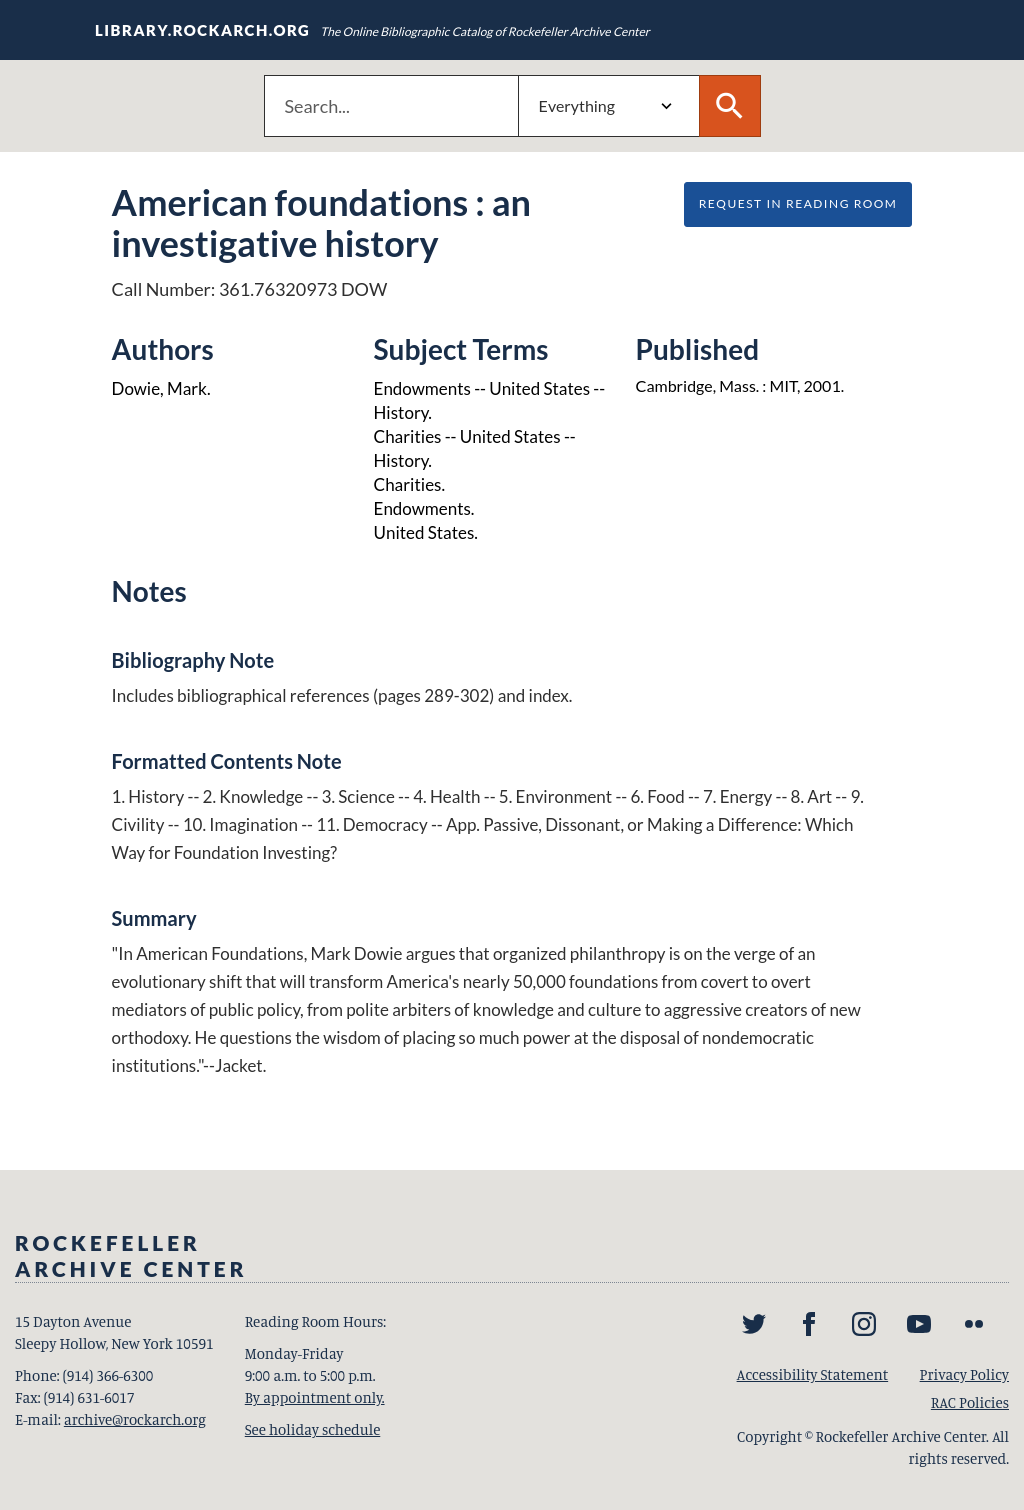 LIBRARY.ROCKARCH.ORG The Online Bibliographic Catalog of Rockefeller Archive Center
Search...
Everything
American foundations : an
investigative history
REQUEST IN READING ROOM
Call Number: 361.76320973 DOW
Authors
Dowie, Mark.
Subject Terms
Endowments -- United States --
History.
Charities -- United States --
History.
Charities.
Endowments.
United States.
Published
Cambridge, Mass. : MIT, 2001.
Notes
Bibliography Note
Includes bibliographical references (pages 289-302) and index.
Formatted Contents Note
1. History -- 2. Knowledge -- 3. Science -- 4. Health -- 5. Environment -- 6. Food -- 7. Energy -- 8. Art -- 9.
Civility -- 10. Imagination -- 11. Democracy -- App. Passive, Dissonant, or Making a Difference: Which
Way for Foundation Investing?
Summary
"In American Foundations, Mark Dowie argues that organized philanthropy is on the verge of an
evolutionary shift that will transform America's nearly 50,000 foundations from covert to overt
mediators of public policy, from polite arbiters of knowledge and culture to aggressive creators of new
orthodoxy. He questions the wisdom of placing so much power at the disposal of nondemocratic
institutions."--Jacket.
ROCKEFELLER
ARCHIVE CENTER
15 Dayton Avenue
Sleepy Hollow, New York 10591
Phone: (914) 366-6300
Fax: (914) 631-6017
E-mail: archive@rockarch.org
Reading Room Hours:
Monday-Friday
9:00 a.m. to 5:00 p.m.
By appointment only.
See holiday schedule
Accessibility Statement
Privacy Policy
RAC Policies
Copyright © Rockefeller Archive Center. All
rights reserved.